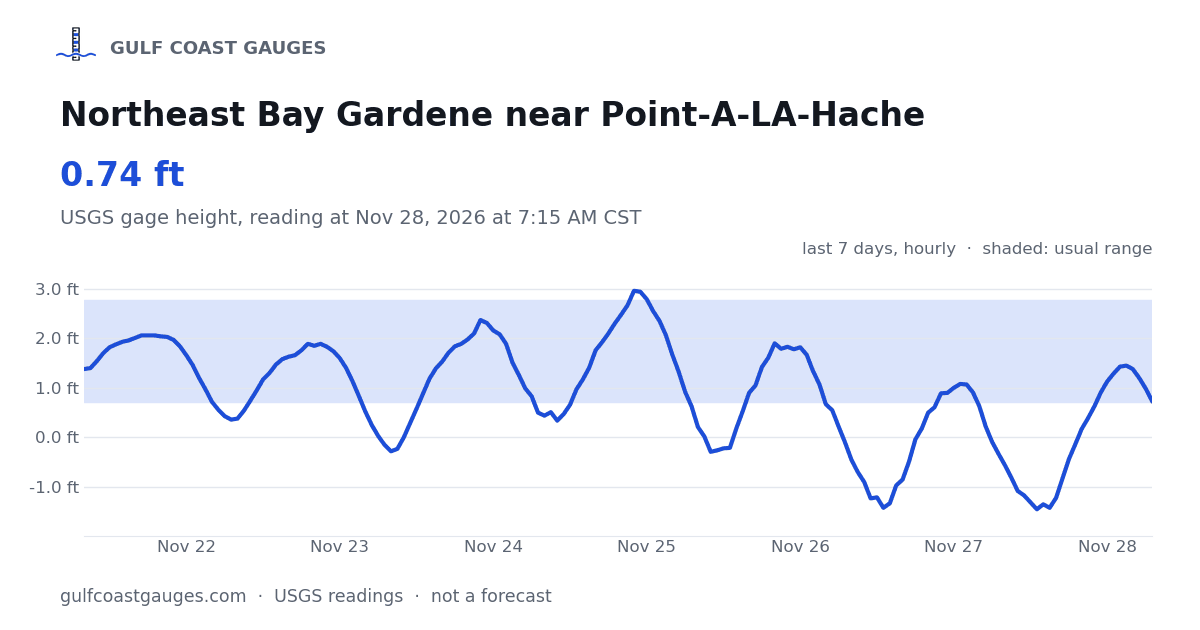 GULF COAST GAUGES
Northeast Bay Gardene near Point-A-LA-Hache
0.74 ft
USGS gage height, reading at Nov 28, 2026 at 7:15 AM CST
last 7 days, hourly · shaded: usual range
3.0 ft
2.0 ft
1.0 ft
0.0 ft
-1.0 ft
Nov 22 Nov 23 Nov 24 Nov 25 Nov 26 Nov 27 Nov 28
gulfcoastgauges.com · USGS readings · not a forecast